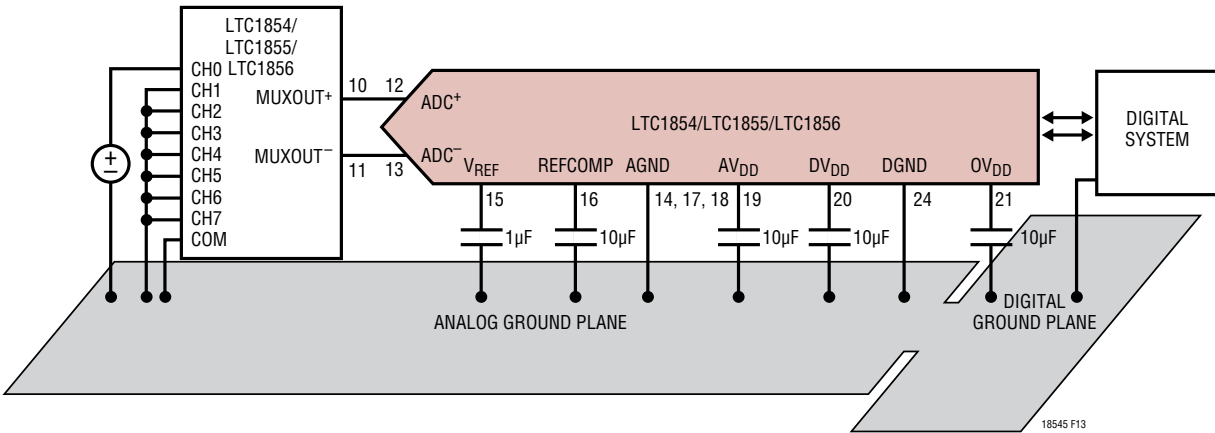 LTC1854/
LTC1855/
LTC1856
CH0
CH1
CH2
CH3
CH4
CH5
CH6
CH7
COM
MUXOUT+
MUXOUT–
10 12
11 13
+
–
ADC+
ADC–
LTC1854/LTC1855/LTC1856
VREF REFCOMP AGND AVDD DVDD DGND OVDD
15 16 14, 17, 18 19 20 24 21
1µF 10µF 10µF 10µF 10µF
DIGITAL
SYSTEM
ANALOG GROUND PLANE
DIGITAL
GROUND PLANE
18545 F13